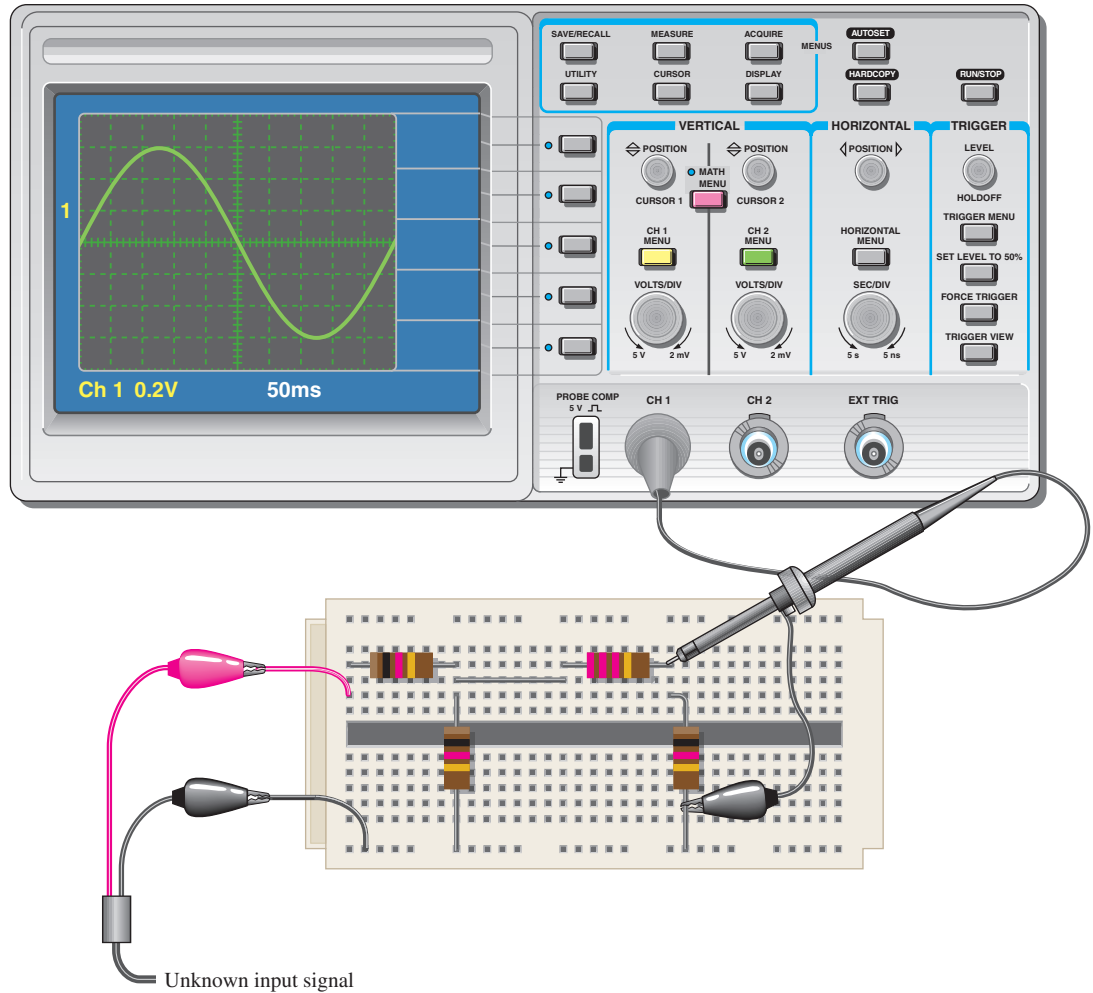 SAVE/RECALL MEASURE ACQUIRE
MENUS
AUTOSET
UTILITY CURSOR DISPLAY
HARDCOPY
RUN/STOP
VERTICAL
HORIZONTAL
TRIGGER
POSITION
POSITION
POSITION
LEVEL
MATH
MENU
CURSOR 1
CURSOR 2
HOLDOFF
TRIGGER MENU
CH 1
MENU
CH 2
MENU
HORIZONTAL
MENU
SET LEVEL TO 50%
VOLTS/DIV
VOLTS/DIV
SEC/DIV
FORCE TRIGGER
TRIGGER VIEW
5 V 2 mV
5 V 2 mV
5 s 5 ns
1
Ch 1 0.2V 50ms
PROBE COMP
5 V
CH 1
CH 2
EXT TRIG
Unknown input signal